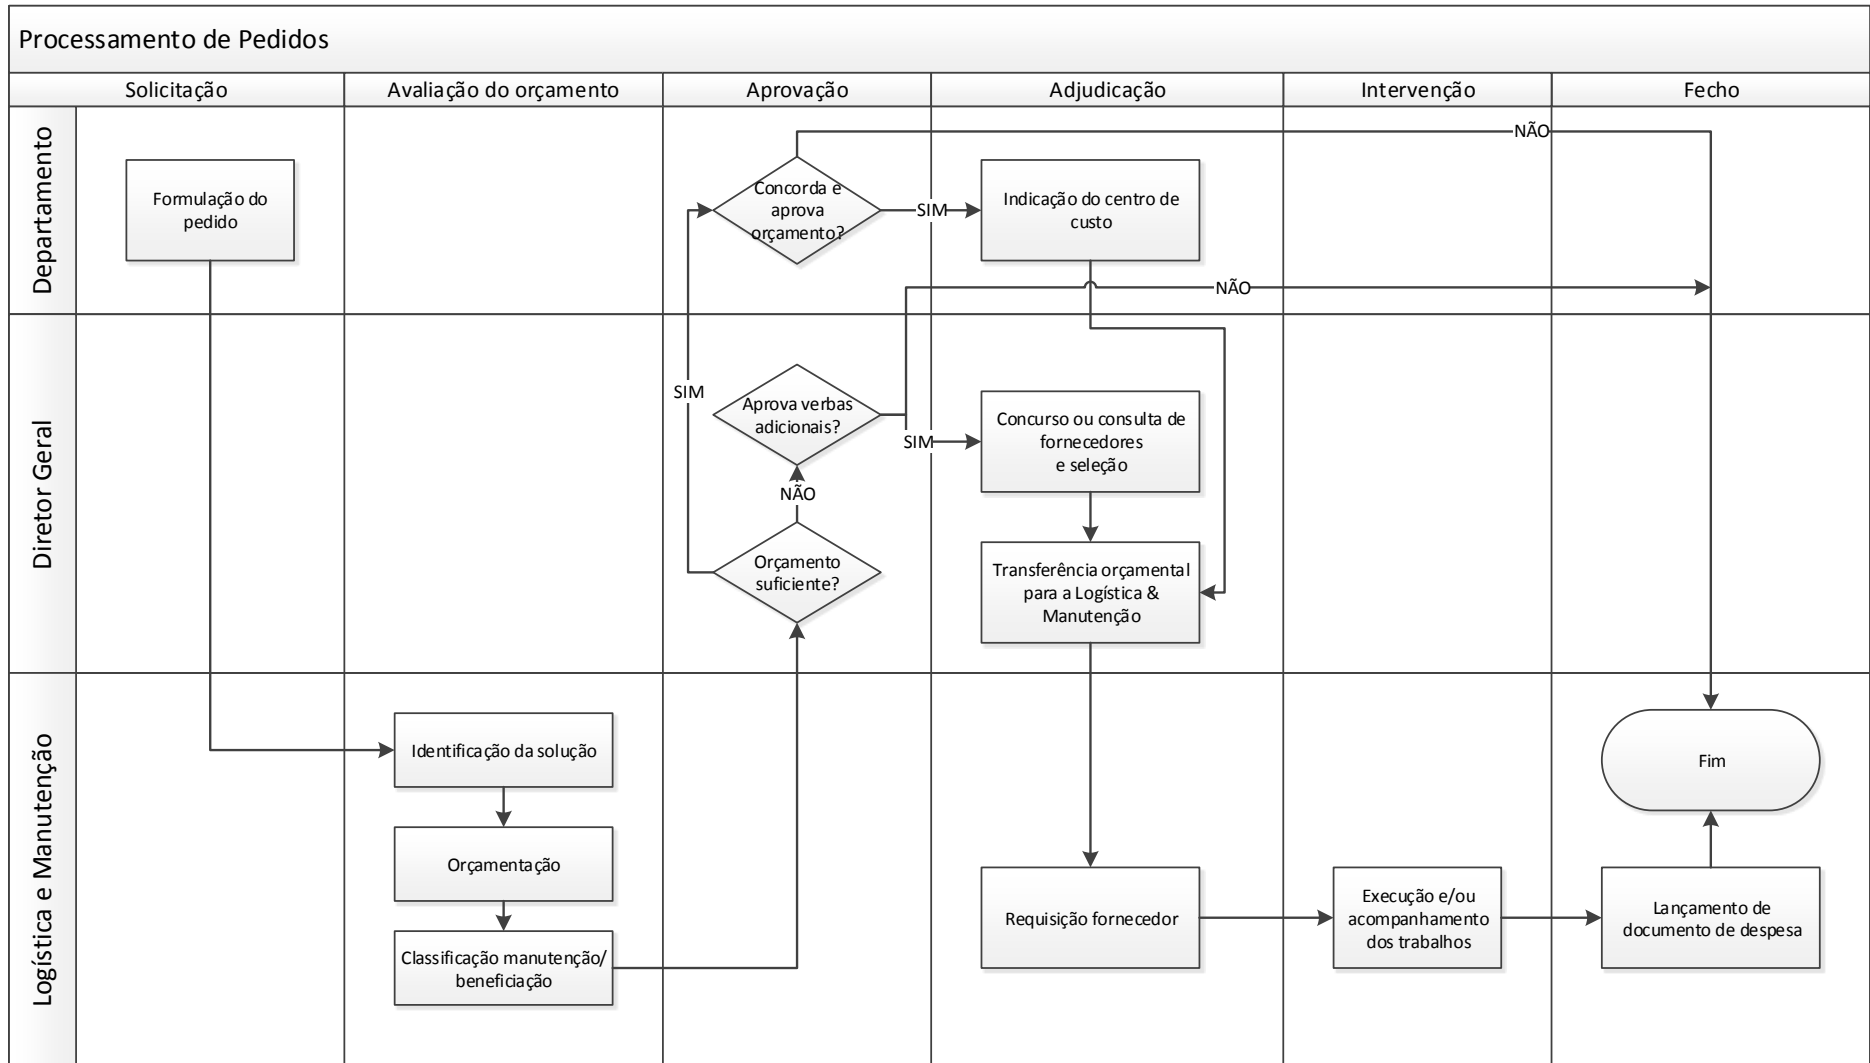 Processamento de Pedidos
Solicitação
Avaliação do orçamento
Aprovação
Adjudicação
Intervenção
Fecho
Departamento
Formulação do
pedido
Concorda e
aprova
orçamento?
NÃO
SIM
Indicação do centro de
custo
NÃO
Diretor Geral
SIM
Aprova verbas
adicionais?
SIM
Concurso ou consulta de
fornecedores
e seleção
NÃO
Orçamento
suficiente?
Transferência orçamental
para a Logística &
Manutenção
Logística e Manutenção
Identificação da solução
Orçamentação
Classificação manutenção/
beneficiação
Requisição fornecedor
Execução e/ou
acompanhamento
dos trabalhos
Lançamento de
documento de despesa
Fim